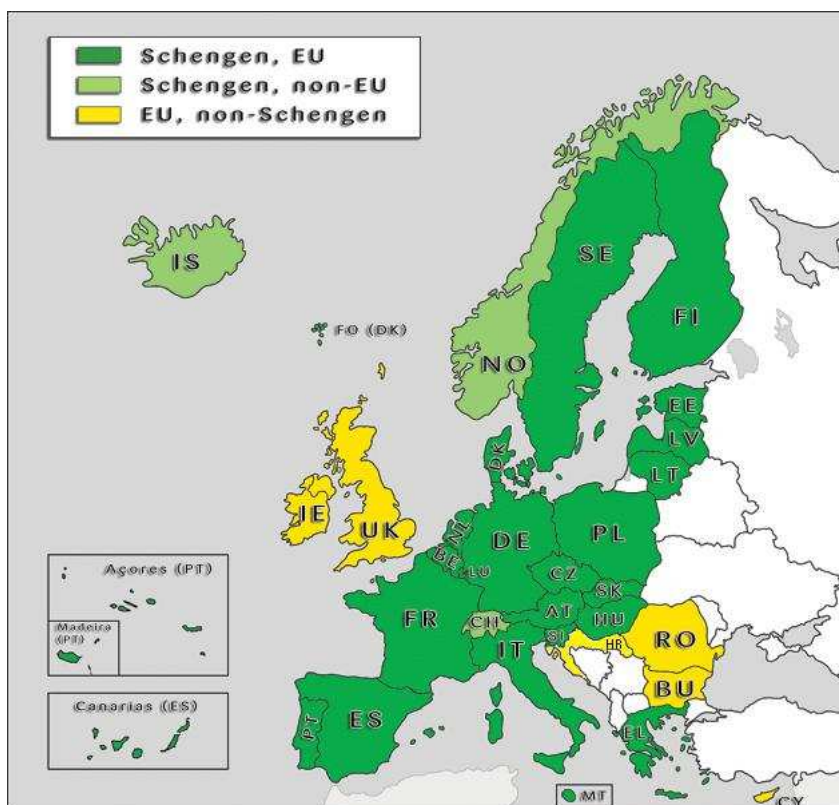 Schengen, EU
Schengen, non-EU
EU, non-Schengen
IS
SE
FI
FO (DK)
NO
EE
LV
LT
DK
IE
UK
NL
DE
PL
BE
LU
CZ
SK
Açores (PT)
FR
CH
AT
HU
SI
HR
RO
Madeira
(PT)
IT
BU
Canarias (ES)
PT
ES
EL
MT
CY